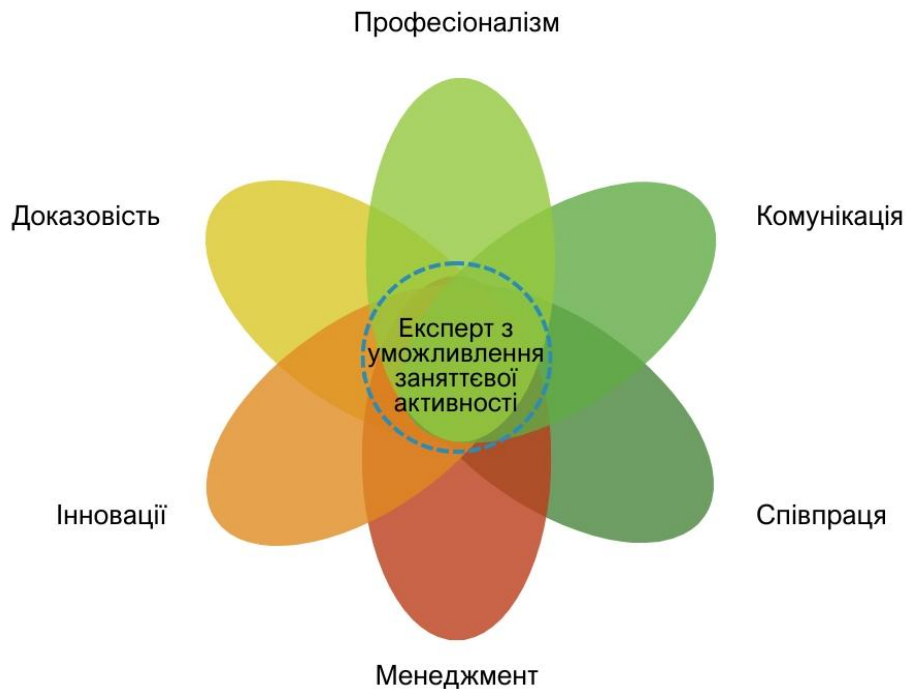 Професіоналізм
Доказовість
Комунікація
Експерт з
уможливлення
заняттєвої
активності
Інновації
Співпраця
Менеджмент